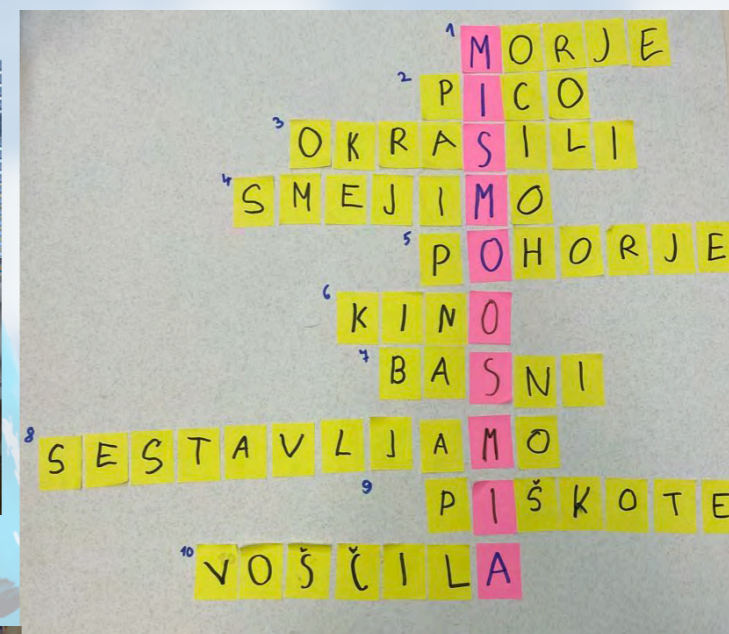 1 MORJE
2 PICO
3 OKRASILI
4 SMEJIMO
5 POHORJE
6 KINO
7 BASNI
8 SESTAVLJAMO
9 PIŠKOTE
10 VOŠČILA